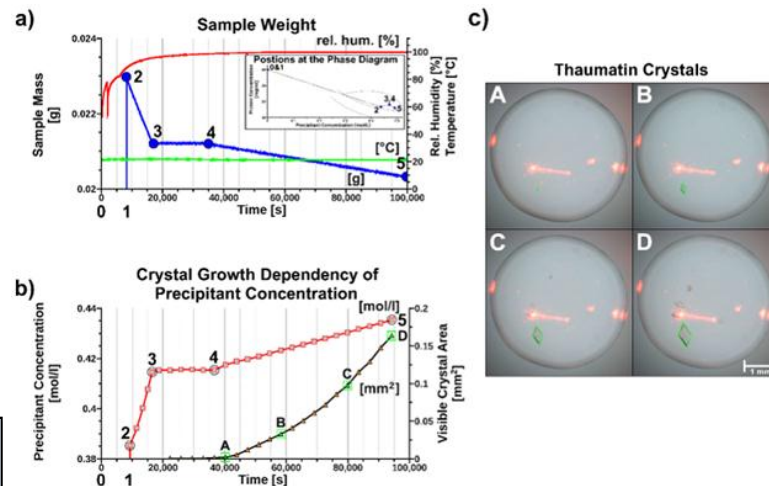 a)
Sample Weight
rel. hum. [%]
Sample Mass
[g]
0.024
0.022
0.02
2
3
4
5
Postions at the Phase Diagram
0&1
3,4
2
5
[°C]
[g]
100
80
60
40
20
0
Rel. Humidity [%]
Temperature [°C]
0 1 20,000 40,000 60,000 80,000 100,000
Time [s]
b)
Crystal Growth Dependency of
Precipitant Concentration
Precipitant Concentration
[mol/l]
0.44
0.42
0.4
0.38
2
3
4
5
[mol/l]
A
B
C
D
[mm²]
0.2
0.15
0.1
0.05
0
Visible Crystal Area
[mm²]
0 1 20,000 40,000 60,000 80,000 100,000
Time [s]
c)
Thaumatin Crystals
A
B
C
D
1 mm